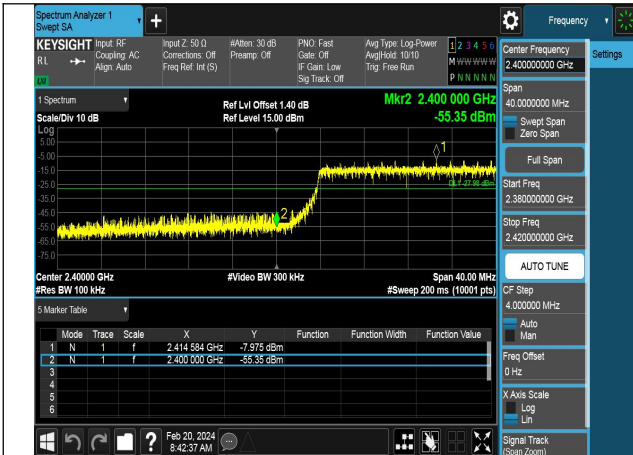 Spectrum Analyzer 1
Swept SA
+
Frequency
KEYSIGHT
RL
LXI
Input: RF
Coupling: AC
Align: Auto
Input Z: 50 Ω
Corrections: Off
Freq Ref: Int (S)
#Atten: 30 dB
Preamp: Off
PNO: Fast
Gate: Off
IF Gain: Low
Sig Track: Off
Avg Type: Log-Power
Avg|Hold: 10/10
Trig: Free Run
1 2 3 4 5 6
M W W W W W
P N N N N N
Center Frequency
2.400000000 GHz
Settings
1 Spectrum
Scale/Div 10 dB
Ref Lvl Offset 1.40 dB
Ref Level 15.00 dBm
Mkr2 2.400 000 GHz
-55.35 dBm
Log
5.00
-5.00
-15.0
-25.0
-35.0
-45.0
-55.0
-65.0
-75.0
1
2
DL1 -27.98 dBm
Center 2.40000 GHz
#Res BW 100 kHz
#Video BW 300 kHz
Span 40.00 MHz
#Sweep 200 ms (10001 pts)
Span
40.0000000 MHz
Swept Span
Zero Span
Full Span
Start Freq
2.380000000 GHz
Stop Freq
2.420000000 GHz
AUTO TUNE
CF Step
4.000000 MHz
Auto
Man
Freq Offset
0 Hz
X Axis Scale
Log
Lin
Signal Track
(Span Zoom)
5 Marker Table
Mode Trace Scale X Y Function Function Width Function Value
1 N 1 f 2.414 584 GHz -7.975 dBm
2 N 1 f 2.400 000 GHz -55.35 dBm
3
4
5
6
?
Feb 20, 2024
8:42:37 AM